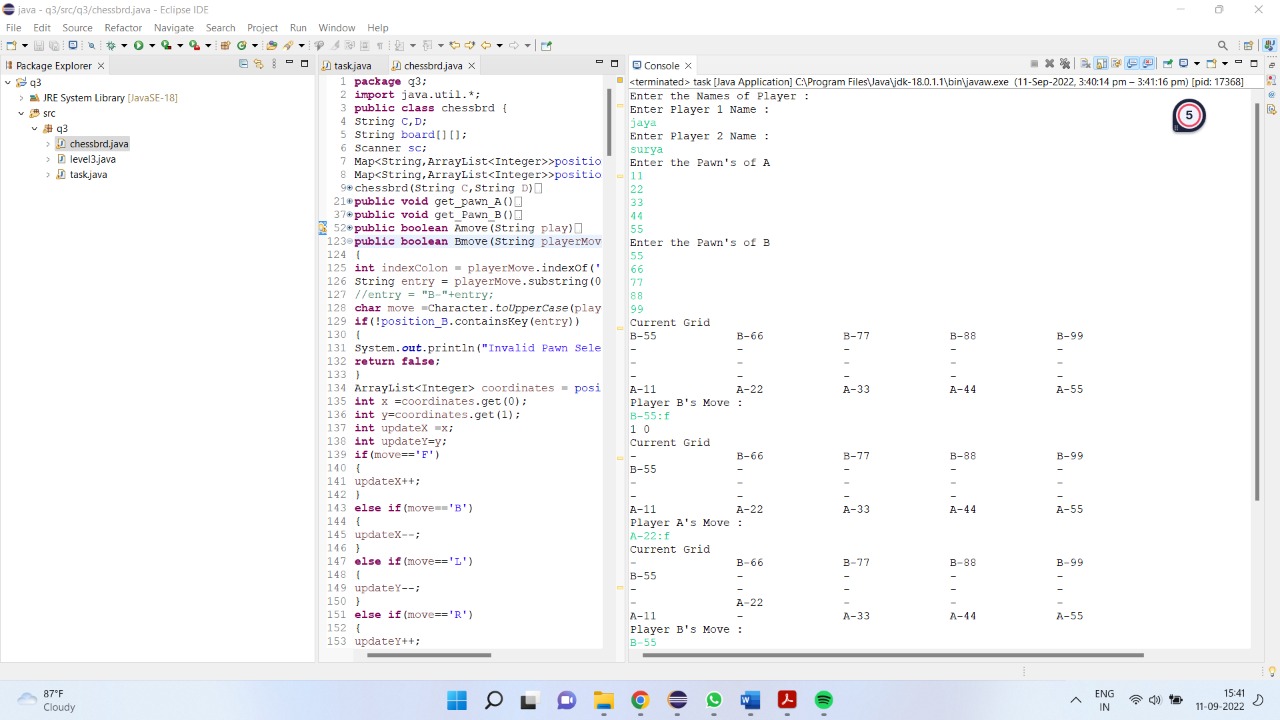 java - q3/src/q3/chessbrd.java - Eclipse IDE
File Edit Source Refactor Navigate Search Project Run Window Help
Package Explorer
q3
JRE System Library [JavaSE-18]
src
q3
chessbrd.java
level3.java
task.java
task.java chessbrd.java
1 package q3;
2 import java.util.*;
3 public class chessbrd {
4 String C,D;
5 String board[][];
6 Scanner sc;
7 Map<String,ArrayList<Integer>>positio
8 Map<String,ArrayList<Integer>>positio
9 chessbrd(String C,String D)
21 public void get_pawn_A()
37 public void get_Pawn_B()
52 public boolean Amove(String play)
123 public boolean Bmove(String playerMov
124 {
125 int indexColon = playerMove.indexOf('
126 String entry = playerMove.substring(0
127 //entry = "B-"+entry;
128 char move =Character.toUpperCase(play
129 if(!position_B.containsKey(entry))
130 {
131 System.out.println("Invalid Pawn Sele
132 return false;
133 }
134 ArrayList<Integer> coordinates = posi
135 int x =coordinates.get(0);
136 int y=coordinates.get(1);
137 int updateX =x;
138 int updateY=y;
139 if(move=='F')
140 {
141 updateX++;
142 }
143 else if(move=='B')
144 {
145 updateX--;
146 }
147 else if(move=='L')
148 {
149 updateY--;
150 }
151 else if(move=='R')
152 {
153 updateY++;
Console
<terminated> task [Java Application] C:\Program Files\Java\jdk-18.0.1.1\bin\javaw.exe (11-Sep-2022, 3:40:14 pm – 3:41:16 pm) [pid: 17368]
Enter the Names of Player :
Enter Player 1 Name :
jaya
Enter Player 2 Name :
surya
Enter the Pawn's of A
11
22
33
44
55
Enter the Pawn's of B
55
66
77
88
99
Current Grid
B-55 B-66 B-77 B-88 B-99
- - - - -
- - - - -
- - - - -
A-11 A-22 A-33 A-44 A-55
Player B's Move :
B-55:f
1 0
Current Grid
- B-66 B-77 B-88 B-99
B-55 - - - -
- - - - -
- - - - -
A-11 A-22 A-33 A-44 A-55
Player A's Move :
A-22:f
Current Grid
- B-66 B-77 B-88 B-99
B-55 - - - -
- - - - -
- A-22 - - -
A-11 - A-33 A-44 A-55
Player B's Move :
B-55
5
87°F
Cloudy
ENG
IN
15:41
11-09-2022